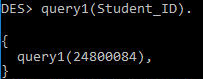 DES> query1(Student_ID).
{
query1(24800084),
}